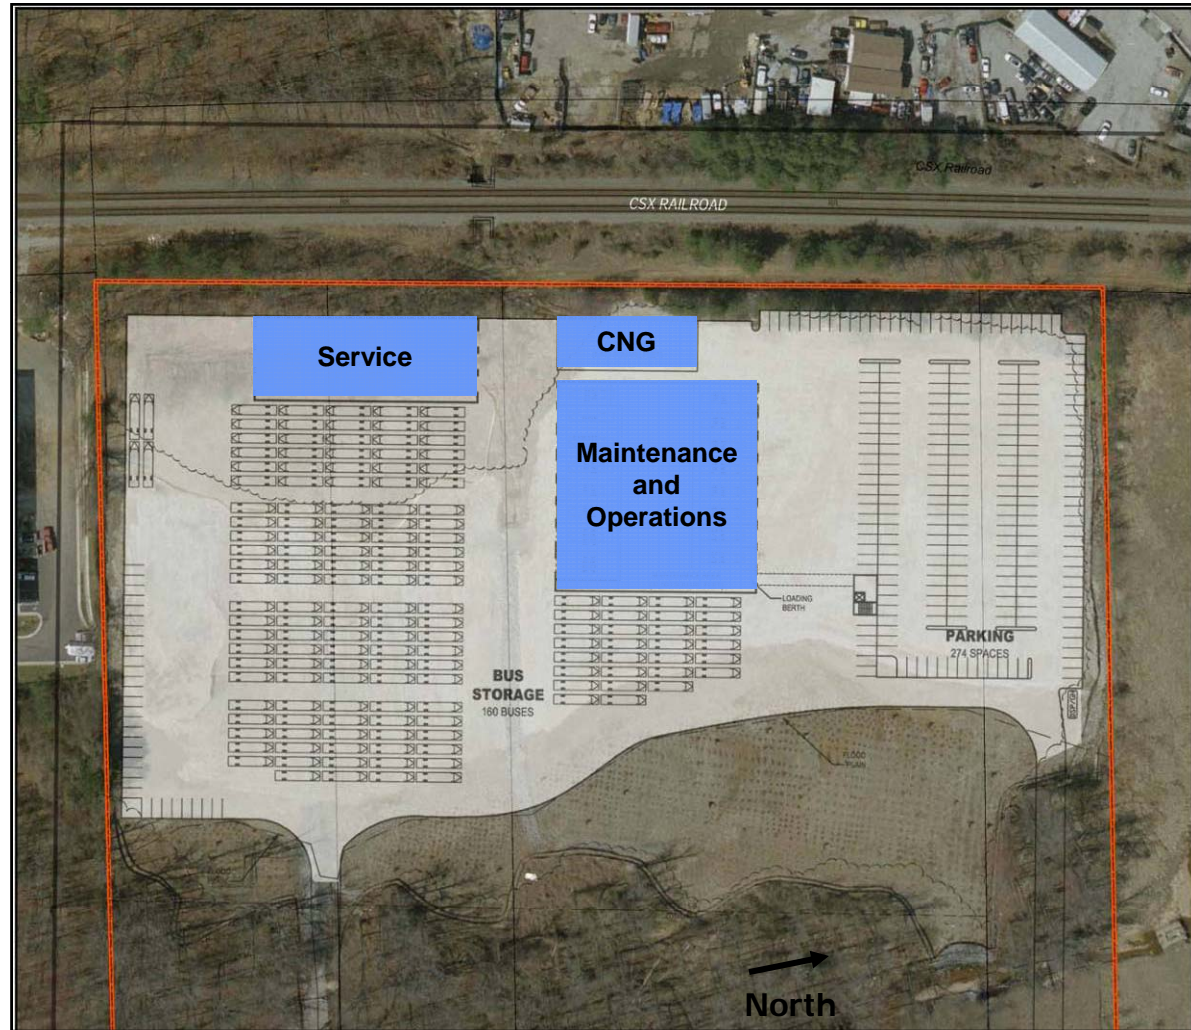 CSX Railroad
CSX RAILROAD
Service
CNG
Maintenance
and
Operations
LOADING
BERTH
PARKING
274 SPACES
BUS
STORAGE
160 BUSES
FLOOD
PLAIN
North